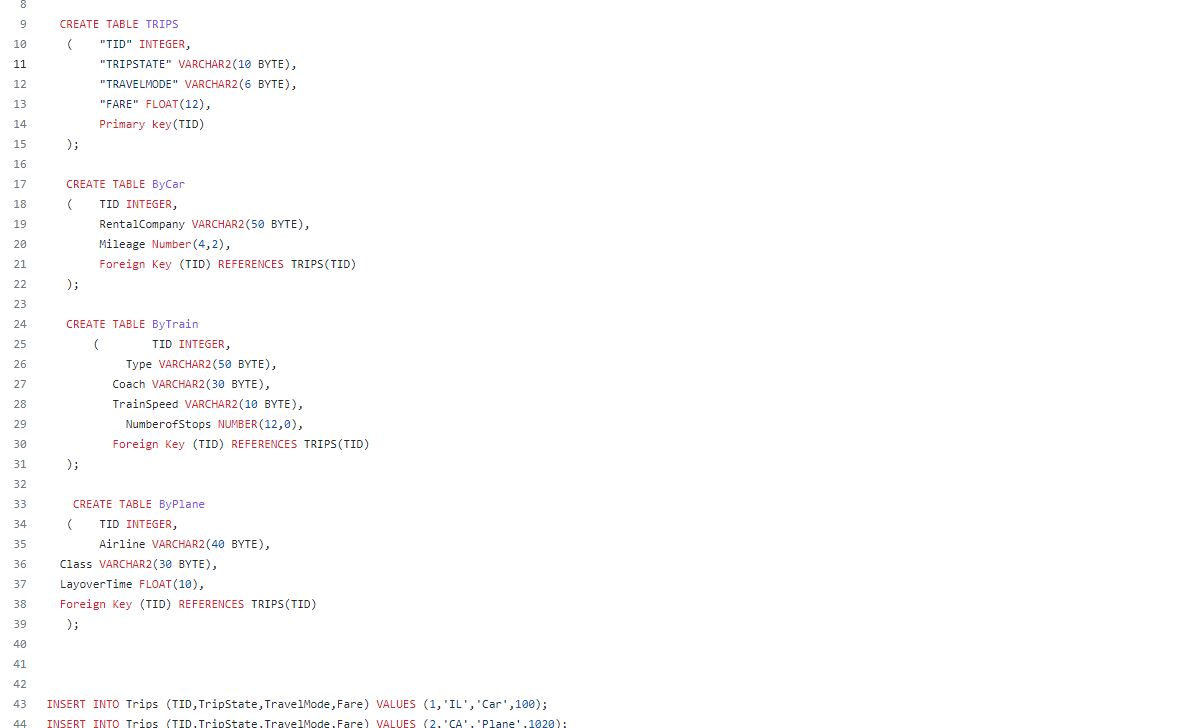 8
9 CREATE TABLE TRIPS
10 ( "TID" INTEGER,
11 "TRIPSTATE" VARCHAR2(10 BYTE),
12 "TRAVELMODE" VARCHAR2(6 BYTE),
13 "FARE" FLOAT(12),
14 Primary key(TID)
15 );
16
17 CREATE TABLE ByCar
18 ( TID INTEGER,
19 RentalCompany VARCHAR2(50 BYTE),
20 Mileage Number(4,2),
21 Foreign Key (TID) REFERENCES TRIPS(TID)
22 );
23
24 CREATE TABLE ByTrain
25 ( TID INTEGER,
26 Type VARCHAR2(50 BYTE),
27 Coach VARCHAR2(30 BYTE),
28 TrainSpeed VARCHAR2(10 BYTE),
29 NumberofStops NUMBER(12,0),
30 Foreign Key (TID) REFERENCES TRIPS(TID)
31 );
32
33 CREATE TABLE ByPlane
34 ( TID INTEGER,
35 Airline VARCHAR2(40 BYTE),
36 Class VARCHAR2(30 BYTE),
37 LayoverTime FLOAT(10),
38 Foreign Key (TID) REFERENCES TRIPS(TID)
39 );
40
41
42
43 INSERT INTO Trips (TID,TripState,TravelMode,Fare) VALUES (1,'IL','Car',100);
44 INSERT INTO Trips (TID,TripState,TravelMode,Fare) VALUES (2,'CA','Plane',1020);